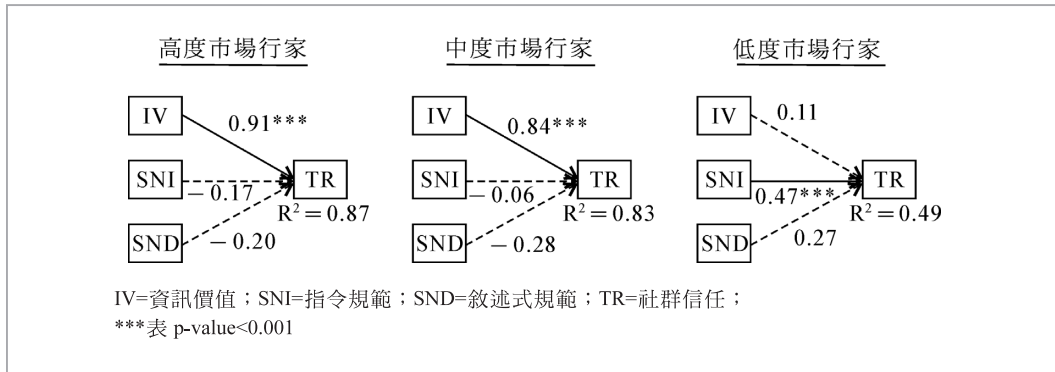 高度市場行家
中度市場行家
低度市場行家
IV
0.91***
SNI
－0.17
TR
R² = 0.87
SND
－0.20
IV
0.84***
SNI
－0.06
TR
R² = 0.83
SND
－0.28
IV
0.11
SNI
0.47***
TR
R² = 0.49
SND
0.27
IV=資訊價值；SNI=指令規範；SND=敘述式規範；TR=社群信任；
***表 p-value<0.001